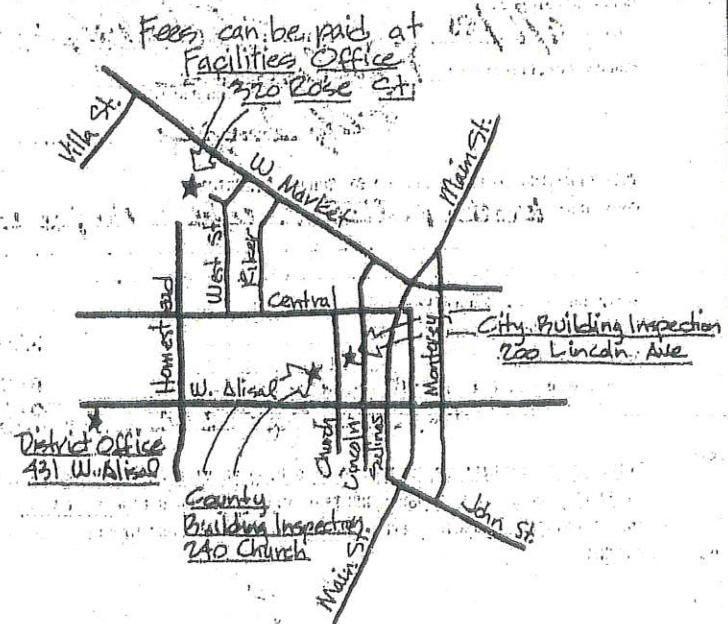 Fees can be paid at
Facilities Office
320 Rose St.
Villa St.
W. Market
Main St.
West St.
Riker
Homestead
Central
Monterey
City Building Inspection
200 Lincoln Ave
W. Alisal
Church
Lincoln
Salinas
District Office
431 W. Alisal
County
Building Inspection
240 Church
John St.
Main St.